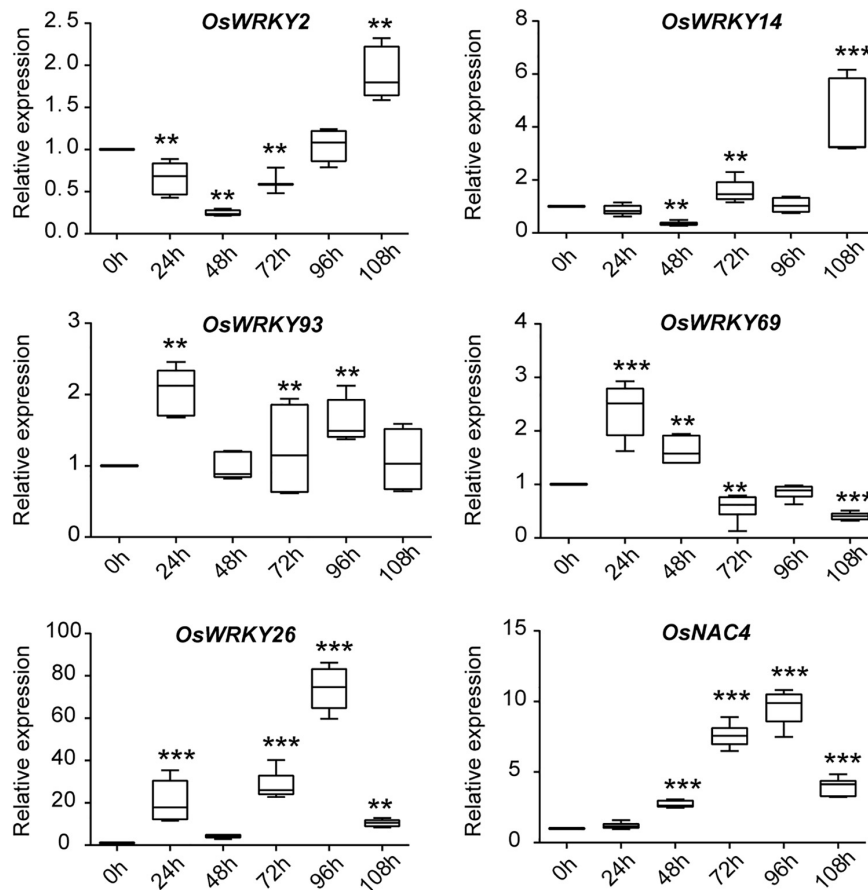 OsWRKY2
Relative expression
2.5
2.0
1.5
1.0
0.5
0.0
**
**
**
**
0h
24h
48h
72h
96h
108h
OsWRKY14
Relative expression
8
6
4
2
0
**
**
***
0h
24h
48h
72h
96h
108h
OsWRKY93
Relative expression
3
2
1
0
**
**
**
0h
24h
48h
72h
96h
108h
OsWRKY69
Relative expression
4
3
2
1
0
***
**
**
***
0h
24h
48h
72h
96h
108h
OsWRKY26
Relative expression
100
80
60
40
20
0
***
***
***
**
0h
24h
48h
72h
96h
108h
OsNAC4
Relative expression
15
10
5
0
***
***
***
***
0h
24h
48h
72h
96h
108h